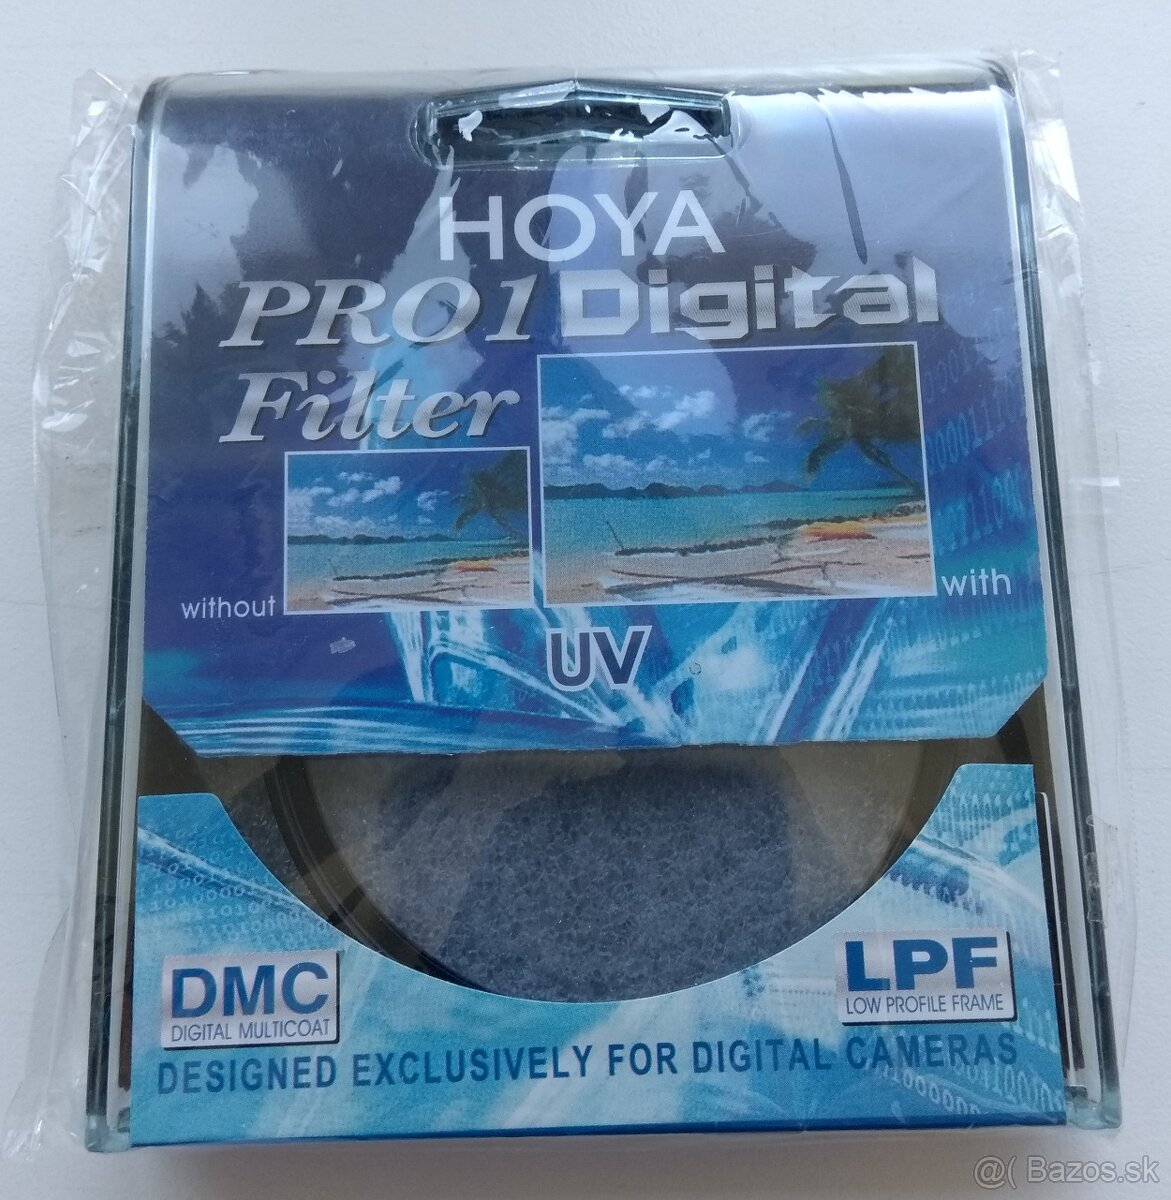 HOYA
PRO1 Digital
Filter
without
with
UV
DMC
DIGITAL MULTICOAT
LPF
LOW PROFILE FRAME
DESIGNED EXCLUSIVELY FOR DIGITAL CAMERAS
@( Bazos.sk